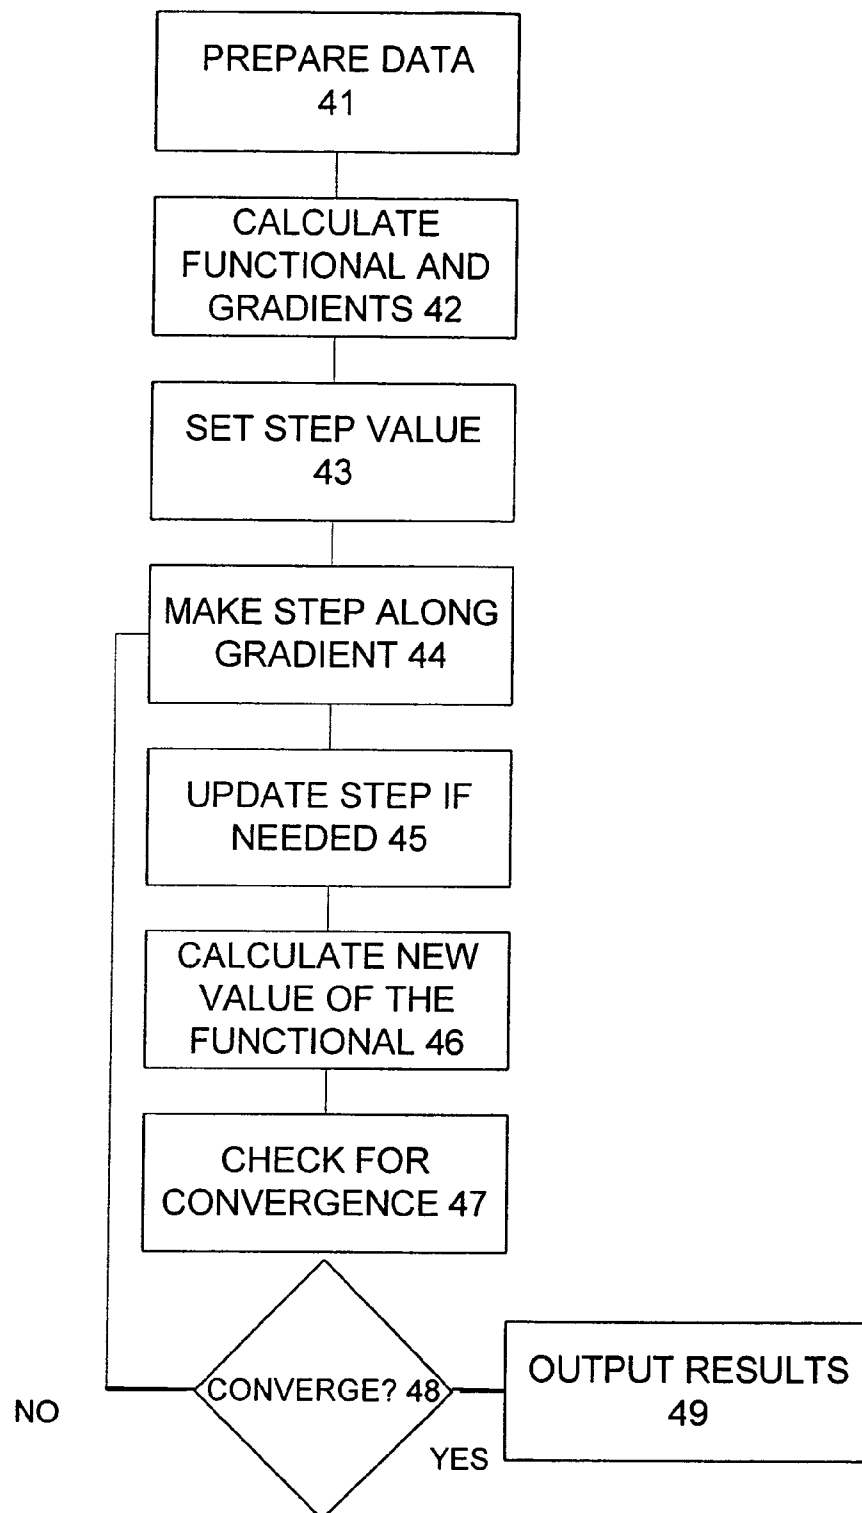 PREPARE DATA
41
CALCULATE
FUNCTIONAL AND
GRADIENTS 42
SET STEP VALUE
43
MAKE STEP ALONG
GRADIENT 44
UPDATE STEP IF
NEEDED 45
CALCULATE NEW
VALUE OF THE
FUNCTIONAL 46
CHECK FOR
CONVERGENCE 47
CONVERGE? 48
OUTPUT RESULTS
49
NO
YES